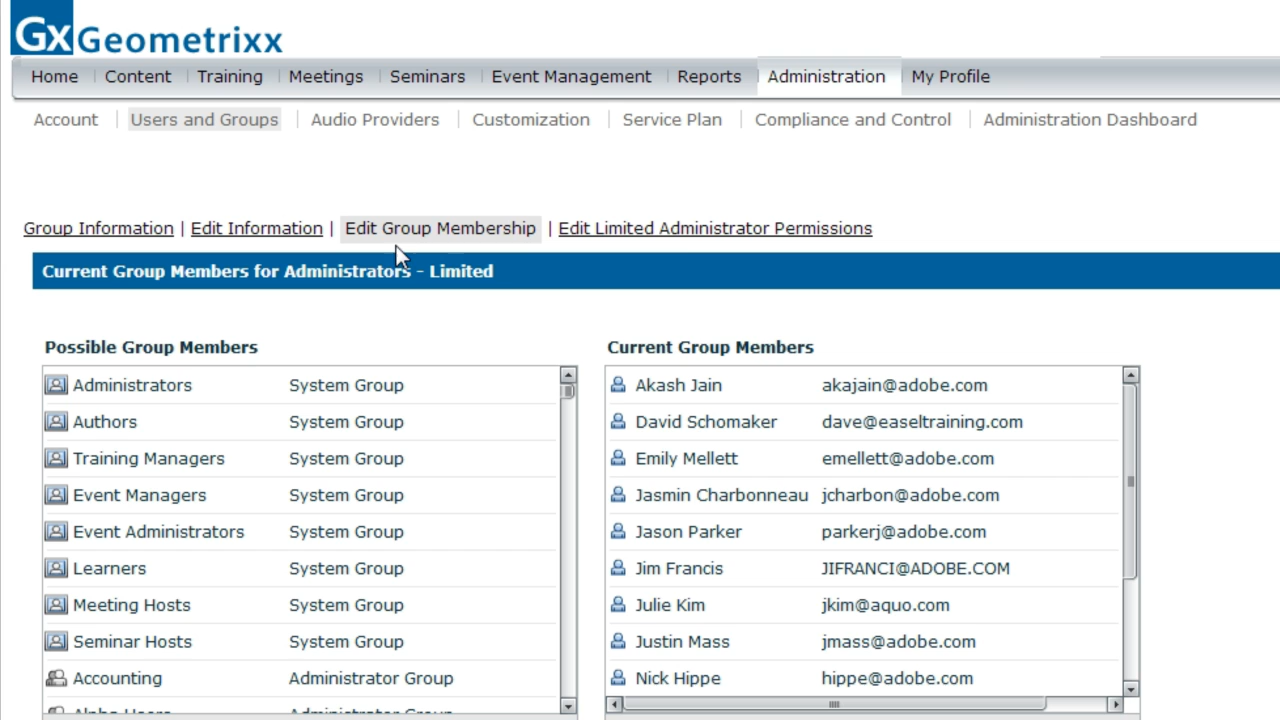 Gx Geometrixx
Home Content Training Meetings Seminars Event Management Reports Administration My Profile
Account Users and Groups Audio Providers Customization Service Plan Compliance and Control Administration Dashboard
Group Information | Edit Information | Edit Group Membership | Edit Limited Administrator Permissions
Current Group Members for Administrators - Limited
Possible Group Members Current Group Members
Administrators System Group Akash Jain akajain@adobe.com
Authors System Group David Schomaker dave@easeltraining.com
Training Managers System Group Emily Mellett emellett@adobe.com
Event Managers System Group Jasmin Charbonneau jcharbon@adobe.com
Event Administrators System Group Jason Parker parkerj@adobe.com
Learners System Group Jim Francis JIFRANCI@ADOBE.COM
Meeting Hosts System Group Julie Kim jkim@aquo.com
Seminar Hosts System Group Justin Mass jmass@adobe.com
Accounting Administrator Group Nick Hippe hippe@adobe.com
Alpha Users Administrator Group